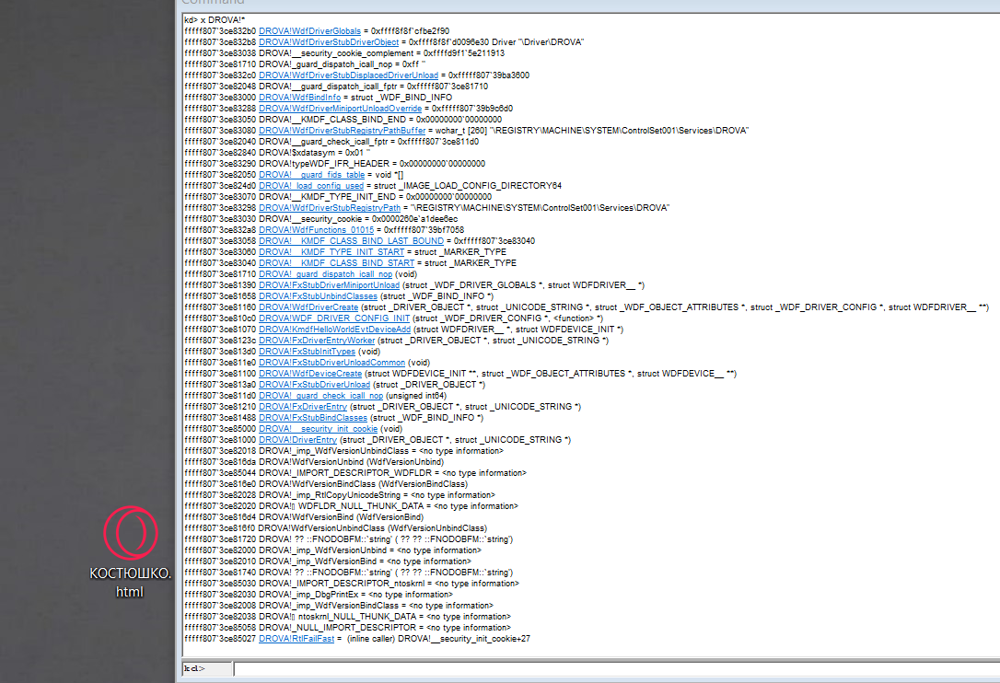 Command
kd> x DROVA!*
fffff807`3ce832b0 DROVA!WdfDriverGlobals = 0xffff8f8f`cfbe2f90
fffff807`3ce832b8 DROVA!WdfDriverStubDriverObject = 0xffff8f8f`d0096e30 Driver "\Driver\DROVA"
fffff807`3ce83038 DROVA!__security_cookie_complement = 0xffffd9f1`5e211913
fffff807`3ce81710 DROVA!_guard_dispatch_icall_nop = 0xff ''
fffff807`3ce832c0 DROVA!WdfDriverStubDisplacedDriverUnload = 0xfffff807`39ba3600
fffff807`3ce82048 DROVA!__guard_dispatch_icall_fptr = 0xfffff807`3ce81710
fffff807`3ce83000 DROVA!WdfBindInfo = struct _WDF_BIND_INFO
fffff807`3ce83288 DROVA!WdfDriverMiniportUnloadOverride = 0xfffff807`39b9c6d0
fffff807`3ce83050 DROVA!__KMDF_CLASS_BIND_END = 0x00000000`00000000
fffff807`3ce83080 DROVA!WdfDriverStubRegistryPathBuffer = wchar_t [260] "\REGISTRY\MACHINE\SYSTEM\ControlSet001\Services\DROVA"
fffff807`3ce82040 DROVA!__guard_check_icall_fptr = 0xfffff807`3ce811d0
fffff807`3ce82840 DROVA!$xdatasym = 0x01 ''
fffff807`3ce83290 DROVA!typeWDF_IFR_HEADER = 0x00000000`00000000
fffff807`3ce82050 DROVA!__guard_fids_table = void *[]
fffff807`3ce824d0 DROVA!_load_config_used = struct _IMAGE_LOAD_CONFIG_DIRECTORY64
fffff807`3ce83070 DROVA!__KMDF_TYPE_INIT_END = 0x00000000`00000000
fffff807`3ce83298 DROVA!WdfDriverStubRegistryPath = "\REGISTRY\MACHINE\SYSTEM\ControlSet001\Services\DROVA"
fffff807`3ce83030 DROVA!__security_cookie = 0x0000260e`a1dee6ec
fffff807`3ce832a8 DROVA!WdfFunctions_01015 = 0xfffff807`39bf7058
fffff807`3ce83058 DROVA!__KMDF_CLASS_BIND_LAST_BOUND = 0xfffff807`3ce83040
fffff807`3ce83060 DROVA!__KMDF_TYPE_INIT_START = struct _MARKER_TYPE
fffff807`3ce83040 DROVA!__KMDF_CLASS_BIND_START = struct _MARKER_TYPE
fffff807`3ce81710 DROVA!_guard_dispatch_icall_nop (void)
fffff807`3ce81390 DROVA!FxStubDriverMiniportUnload (struct _WDF_DRIVER_GLOBALS *, struct WDFDRIVER__ *)
fffff807`3ce81658 DROVA!FxStubUnbindClasses (struct _WDF_BIND_INFO *)
fffff807`3ce81160 DROVA!WdfDriverCreate (struct _DRIVER_OBJECT *, struct _UNICODE_STRING *, struct _WDF_OBJECT_ATTRIBUTES *, struct _WDF_DRIVER_CONFIG *, struct WDFDRIVER__ **)
fffff807`3ce810c0 DROVA!WDF_DRIVER_CONFIG_INIT (struct _WDF_DRIVER_CONFIG *, <function> *)
fffff807`3ce81070 DROVA!KmdfHelloWorldEvtDeviceAdd (struct WDFDRIVER__ *, struct WDFDEVICE_INIT *)
fffff807`3ce8123c DROVA!FxDriverEntryWorker (struct _DRIVER_OBJECT *, struct _UNICODE_STRING *)
fffff807`3ce813d0 DROVA!FxStubInitTypes (void)
fffff807`3ce811e0 DROVA!FxStubDriverUnloadCommon (void)
fffff807`3ce81100 DROVA!WdfDeviceCreate (struct WDFDEVICE_INIT **, struct _WDF_OBJECT_ATTRIBUTES *, struct WDFDEVICE__ **)
fffff807`3ce813a0 DROVA!FxStubDriverUnload (struct _DRIVER_OBJECT *)
fffff807`3ce811d0 DROVA!_guard_check_icall_nop (unsigned int64)
fffff807`3ce81210 DROVA!FxDriverEntry (struct _DRIVER_OBJECT *, struct _UNICODE_STRING *)
fffff807`3ce81488 DROVA!FxStubBindClasses (struct _WDF_BIND_INFO *)
fffff807`3ce85000 DROVA!__security_init_cookie (void)
fffff807`3ce81000 DROVA!DriverEntry (struct _DRIVER_OBJECT *, struct _UNICODE_STRING *)
fffff807`3ce82018 DROVA!_imp_WdfVersionUnbindClass = <no type information>
fffff807`3ce816da DROVA!WdfVersionUnbind (WdfVersionUnbind)
fffff807`3ce85044 DROVA!_IMPORT_DESCRIPTOR_WDFLDR = <no type information>
fffff807`3ce816e0 DROVA!WdfVersionBindClass (WdfVersionBindClass)
fffff807`3ce82028 DROVA!_imp_RtlCopyUnicodeString = <no type information>
fffff807`3ce82020 DROVA!▯ WDFLDR_NULL_THUNK_DATA = <no type information>
fffff807`3ce816d4 DROVA!WdfVersionBind (WdfVersionBind)
fffff807`3ce816f0 DROVA!WdfVersionUnbindClass (WdfVersionUnbindClass)
fffff807`3ce81720 DROVA! ?? ::FNODOBFM::`string' ( ?? ?? ::FNODOBFM::`string')
fffff807`3ce82000 DROVA!_imp_WdfVersionUnbind = <no type information>
fffff807`3ce82010 DROVA!_imp_WdfVersionBind = <no type information>
fffff807`3ce81740 DROVA! ?? ::FNODOBFM::`string' ( ?? ?? ::FNODOBFM::`string')
fffff807`3ce85030 DROVA!_IMPORT_DESCRIPTOR_ntoskrnl = <no type information>
fffff807`3ce82030 DROVA!_imp_DbgPrintEx = <no type information>
fffff807`3ce82008 DROVA!_imp_WdfVersionBindClass = <no type information>
fffff807`3ce82038 DROVA!▯ ntoskrnl_NULL_THUNK_DATA = <no type information>
fffff807`3ce85058 DROVA!_NULL_IMPORT_DESCRIPTOR = <no type information>
fffff807`3ce85027 DROVA!RtlFailFast = (inline caller) DROVA!__security_init_cookie+27
kd>
КОСТЮШКО.
html